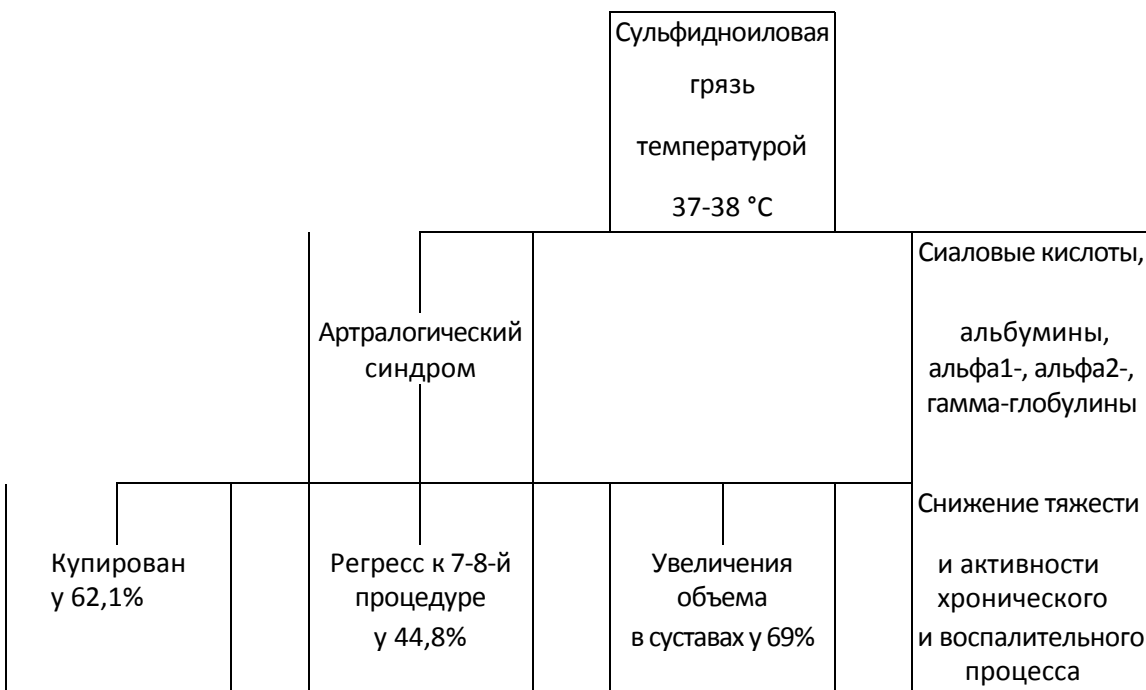 Сульфидноиловая
грязь
температурой
37-38 °C
Сиаловые кислоты,
альбумины,
альфа1-, альфа2-,
гамма-глобулины
Артралогический
синдром
Купирован
у 62,1%
Регресс к 7-8-й
процедуре
у 44,8%
Увеличения
объема
в суставах у 69%
Снижение тяжести
и активности
хронического
и воспалительного
процесса